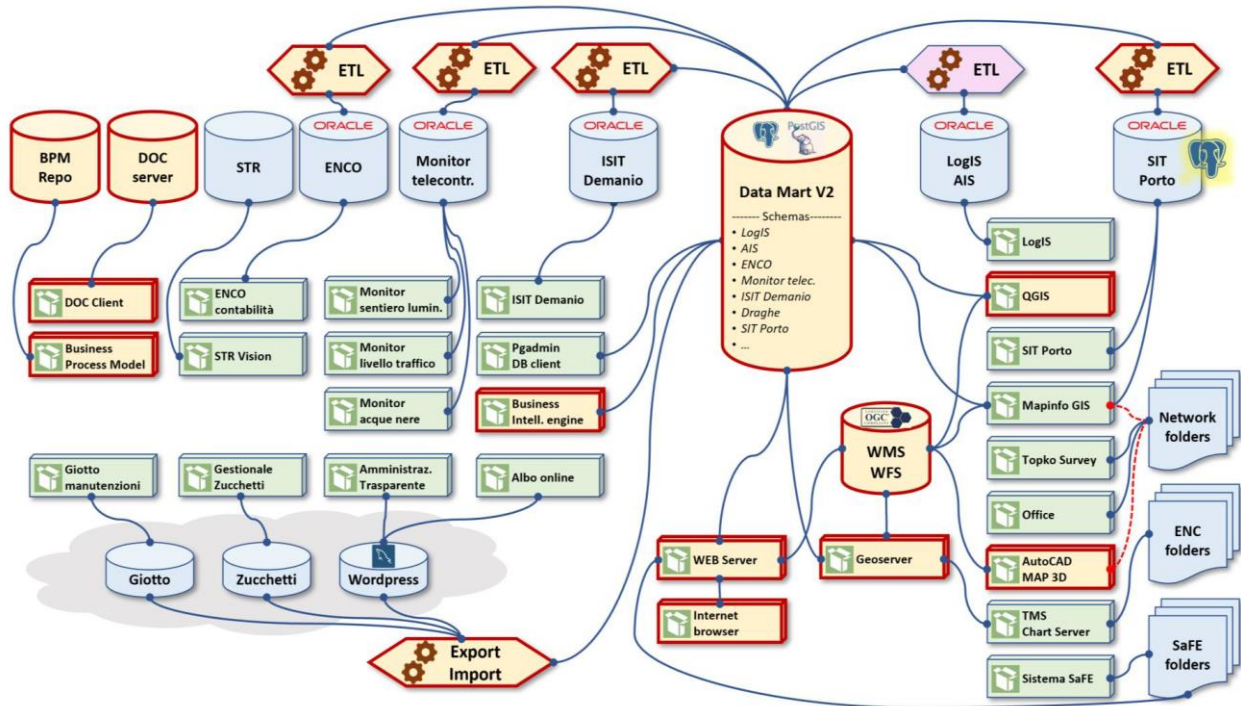 ETL
ETL
ETL
ETL
ETL
BPM
Repo
DOC
server
STR
ORACLE
ENCO
ORACLE
Monitor
telecontr.
ORACLE
ISIT
Demanio
PostGIS
Data Mart V2
------- Schemas--------
• LogIS
• AIS
• ENCO
• Monitor telec.
• ISIT Demanio
• Draghe
• SIT Porto
• ...
ORACLE
LogIS
AIS
ORACLE
SIT
Porto
DOC Client
Business
Process Model
ENCO
contabilità
STR Vision
Monitor
sentiero lumin.
Monitor
livello traffico
Monitor
acque nere
ISIT Demanio
Pgadmin
DB client
Business
Intell. engine
LogIS
QGIS
SIT Porto
Mapinfo GIS
Topko Survey
Office
AutoCAD
MAP 3D
TMS
Chart Server
Sistema SaFE
Network
folders
ENC
folders
SaFE
folders
OGC
WMS
WFS
WEB Server
Geoserver
Internet
browser
Giotto
manutenzioni
Gestionale
Zucchetti
Amministraz.
Trasparente
Albo online
Giotto
Zucchetti
Wordpress
Export
Import